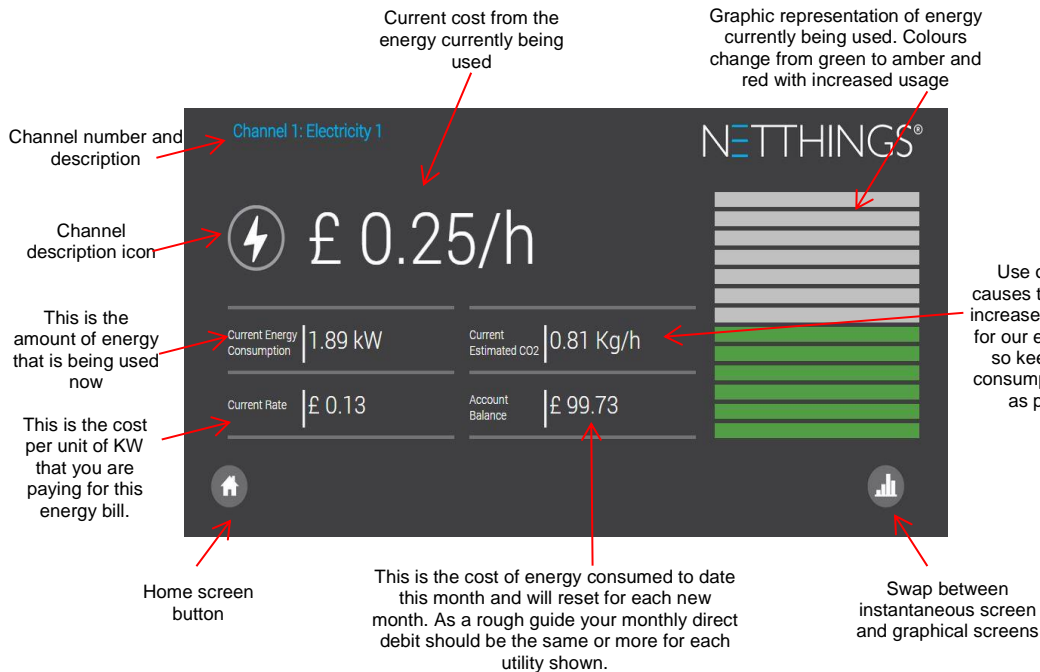 Current cost from the
energy currently being
used
Graphic representation of energy
currently being used. Colours
change from green to amber and
red with increased usage
Channel number and
description
Channel 1: Electricity 1
NETTHINGS®
Channel
description icon
£ 0.25/h
This is the
amount of energy
that is being used
now
Current Energy
Consumption
1.89 kW
Current
Estimated CO2
0.81 Kg/h
Use
causes
increase
for our
so
as
This is the cost
per unit of KW
that you are
paying for this
energy bill.
Current Rate
£ 0.13
Account
Balance
£ 99.73
Home screen
button
This is the cost of energy consumed to date
this month and will reset for each new
month. As a rough guide your monthly direct
debit should be the same or more for each
utility shown.
Swap between
instantaneous screen
and graphical screens